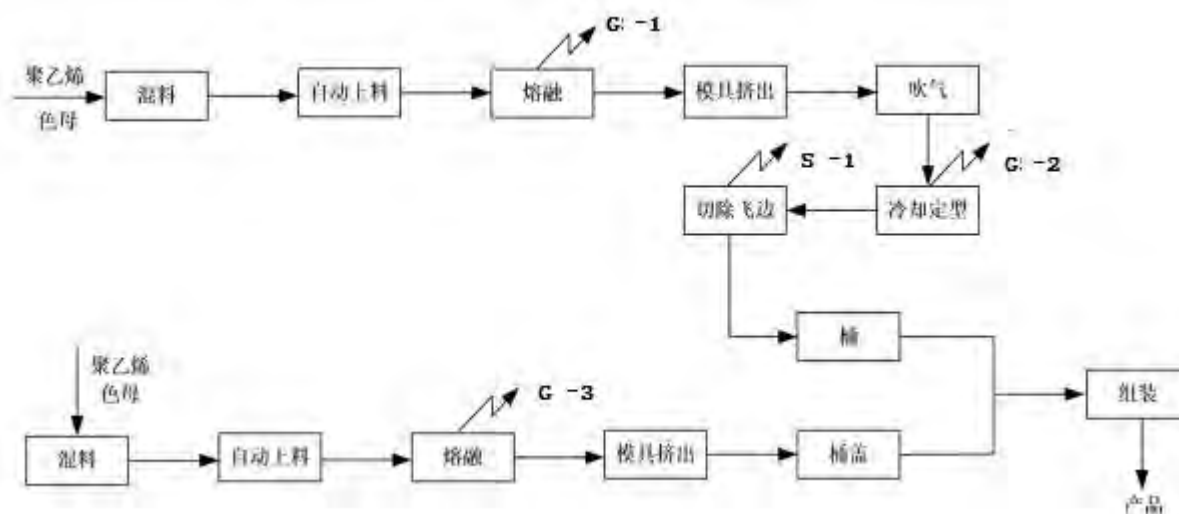 G: -1
聚乙烯
色母
混料
自动上料
熔融
模具挤出
吹气
S -1
G: -2
切除飞边
冷却定型
桶
聚乙烯
色母
G -3
组装
混料
自动上料
熔融
模具挤出
桶盖
产品